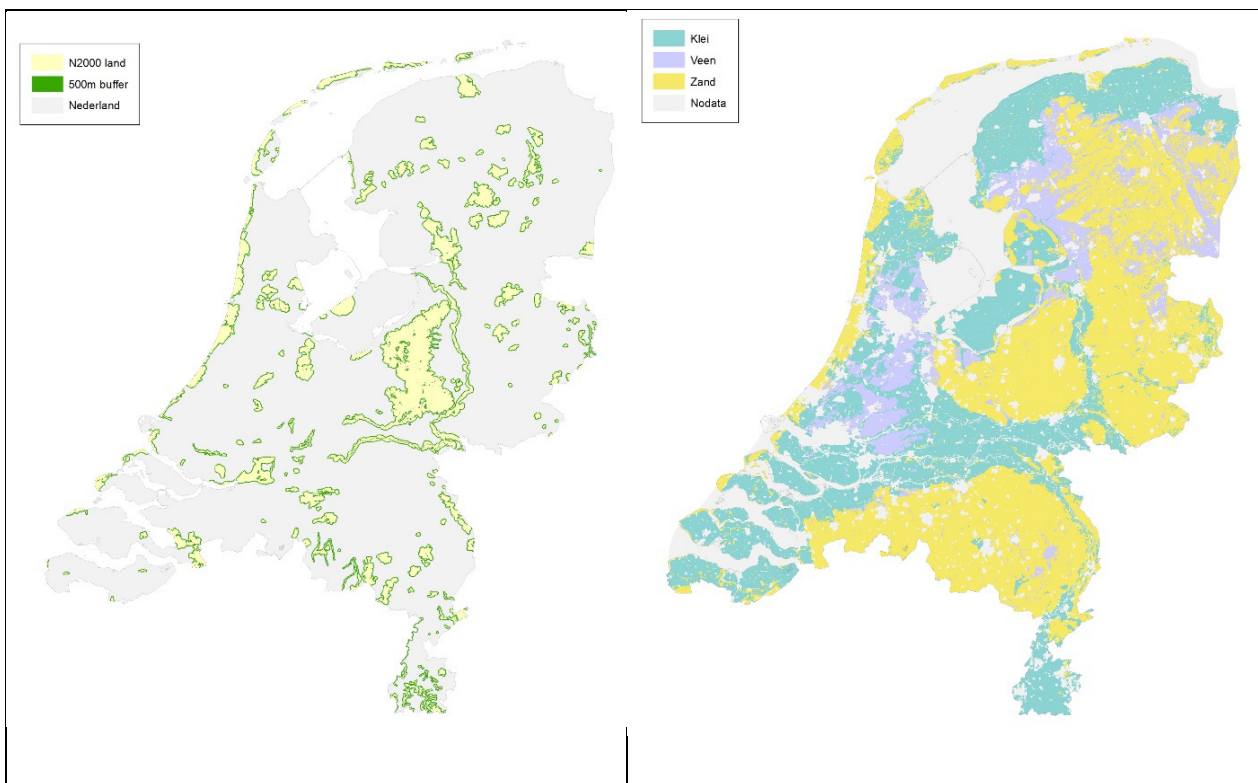 N2000 land
500m buffer
Nederland
Klei
Veen
Zand
Nodata